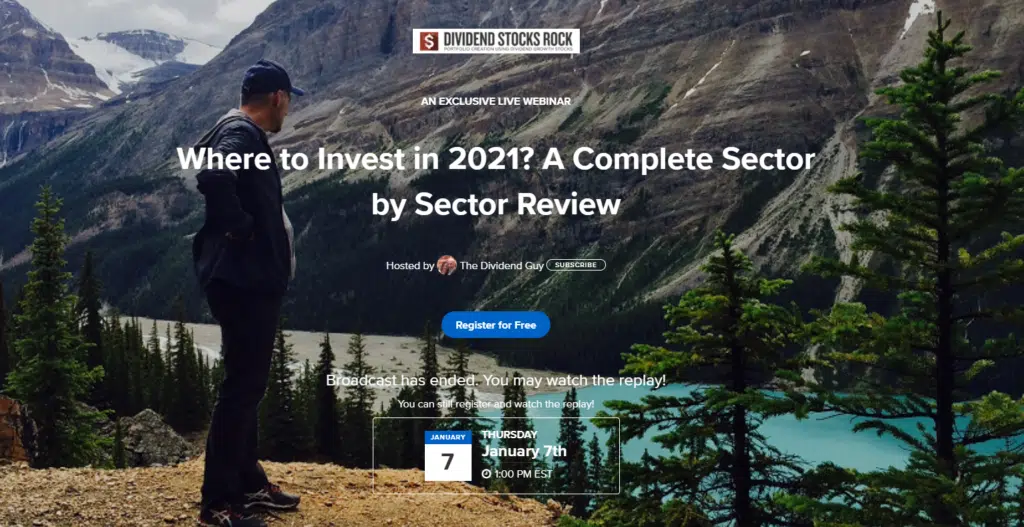 $ DIVIDEND STOCKS ROCK
PORTFOLIO CREATION USING DIVIDEND GROWTH STOCKS
AN EXCLUSIVE LIVE WEBINAR
Where to Invest in 2021? A Complete Sector
by Sector Review
Hosted by The Dividend Guy SUBSCRIBE
Register for Free
Broadcast has ended. You may watch the replay!
You can still register and watch the replay!
JANUARY
7
THURSDAY
January 7th
1:00 PM EST